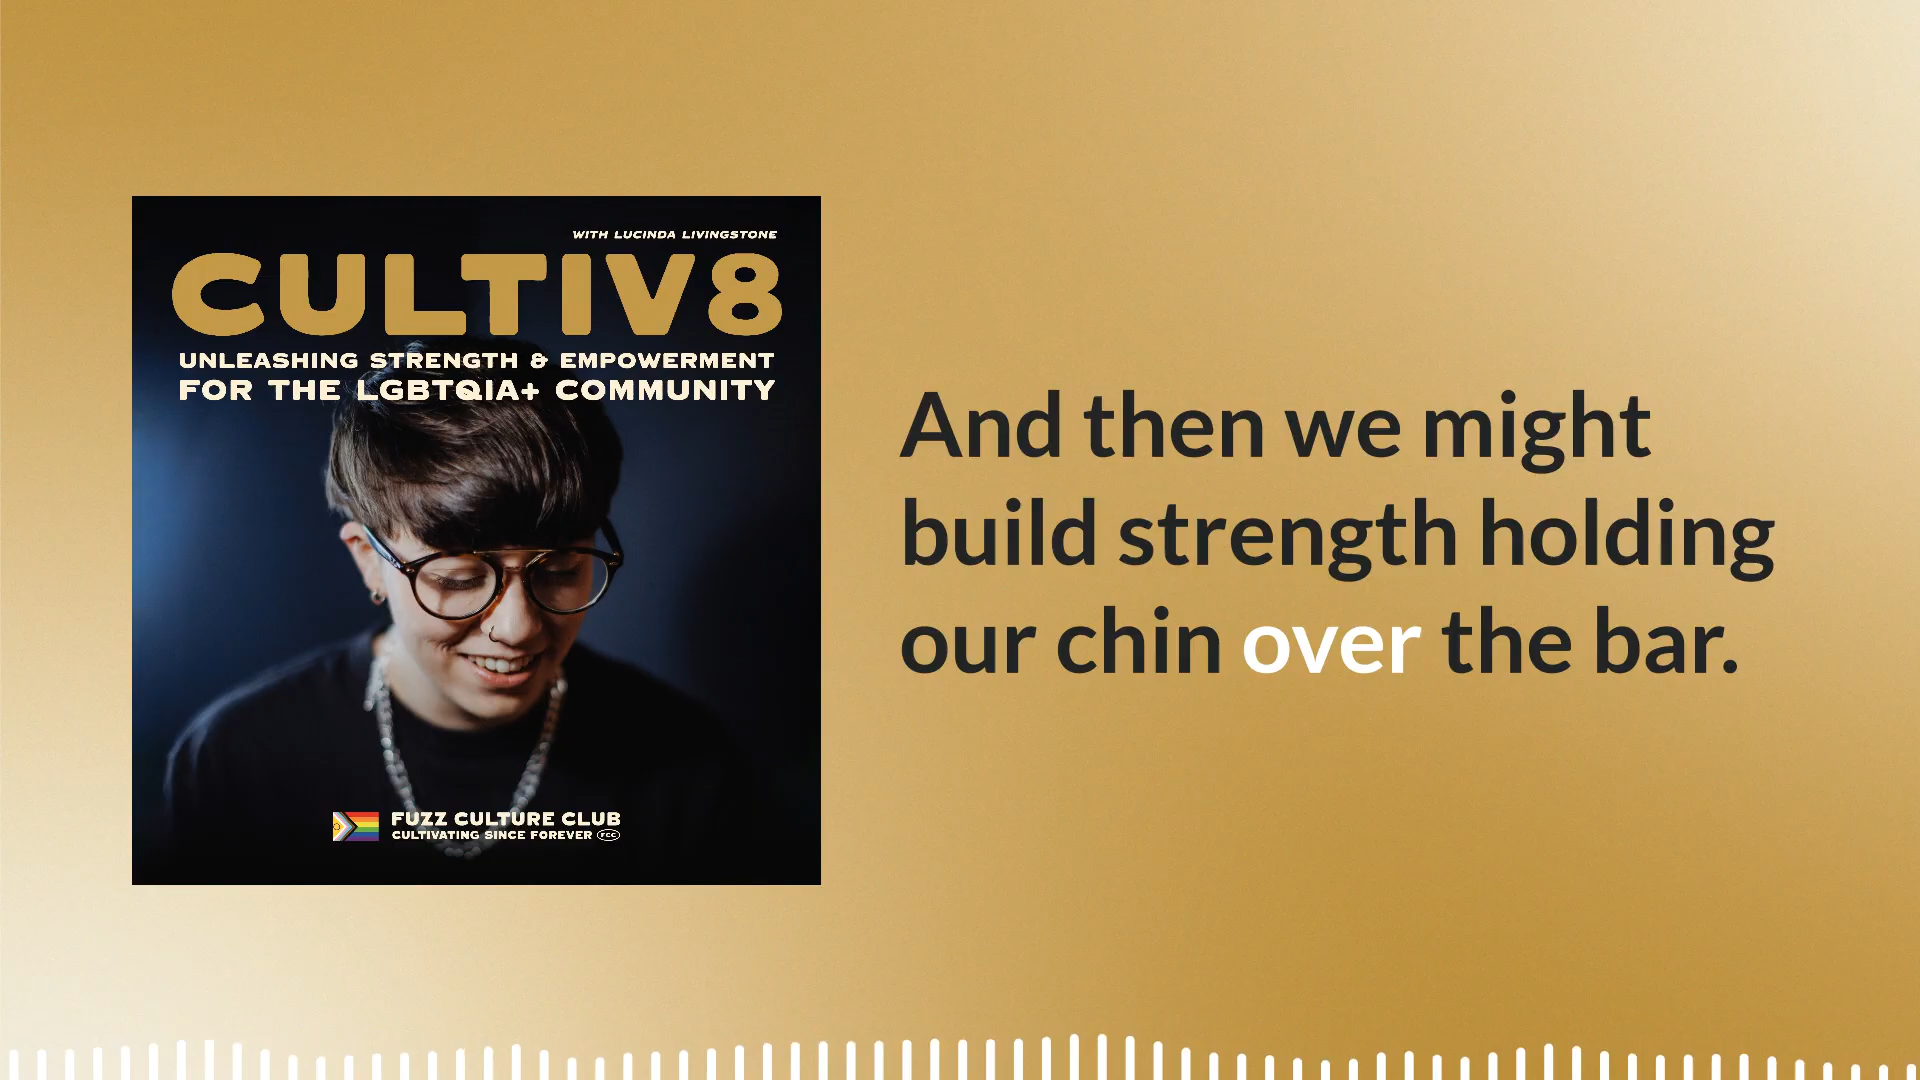 WITH LUCINDA LIVINGSTONE
CULTIV8
UNLEASHING STRENGTH & EMPOWERMENT
FOR THE LGBTQIA+ COMMUNITY
FUZZ CULTURE CLUB
CULTIVATING SINCE FOREVER FCC
And then we might
build strength holding
our chin over the bar.